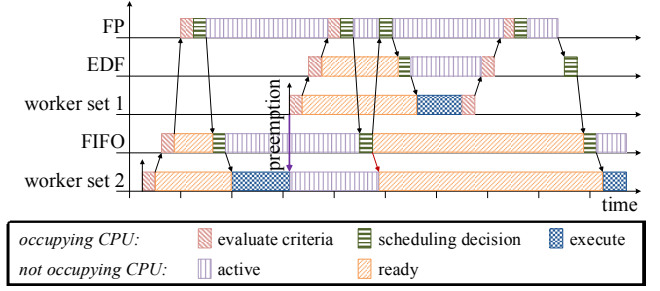 FP
EDF
worker set 1
preemption
FIFO
worker set 2
time
occupying CPU: evaluate criteria scheduling decision execute
not occupying CPU: active ready